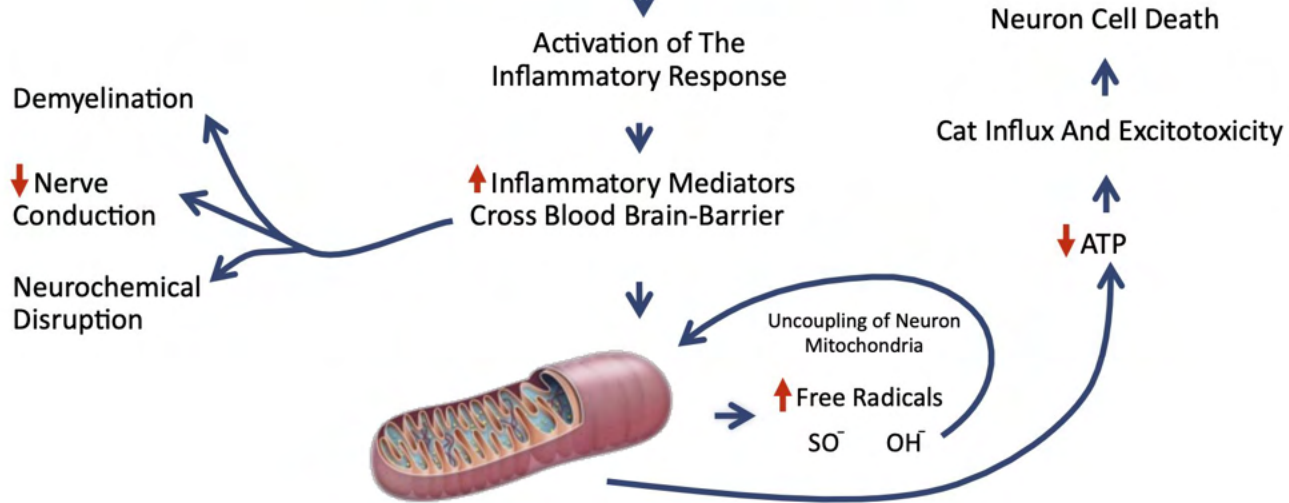 Neuron Cell Death
Activation of The
Inflammatory Response
Demyelination
Cat Influx And Excitotoxicity
Nerve
Conduction
Inflammatory Mediators
Cross Blood Brain-Barrier
ATP
Neurochemical
Disruption
Uncoupling of Neuron
Mitochondria
Free Radicals
SO⁻ OH⁻